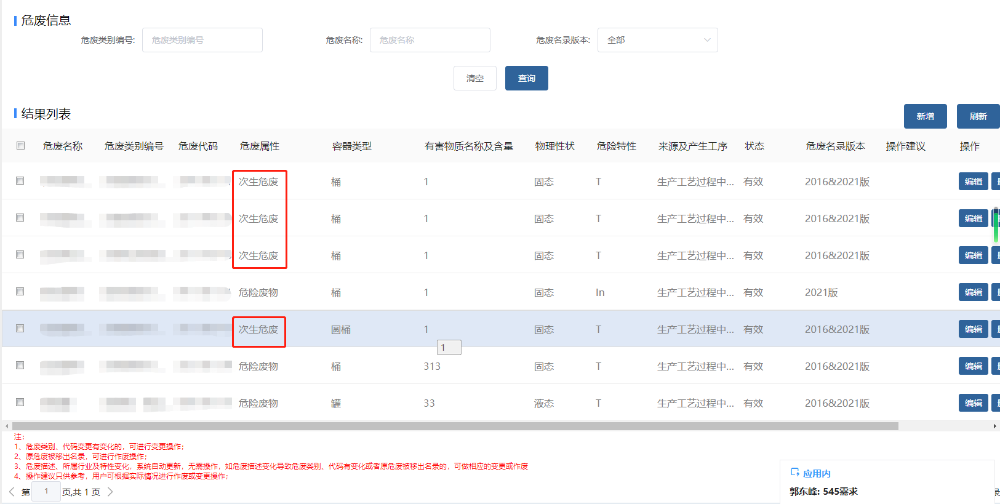 危废信息
危废类别编号: 危废类别编号 危废名称: 危废名称 危废名录版本: 全部
清空 查询
结果列表 新增 刷新
危废名称 危废类别编号 危废代码 危废属性 容器类型 有害物质名称及含量 物理性状 危险特性 来源及产生工序 状态 危废名录版本 操作建议 操作
次生危废 桶 1 固态 T 生产工艺过程中... 有效 2016&2021版 编辑
次生危废 桶 1 固态 T 生产工艺过程中... 有效 2016&2021版 编辑
次生危废 桶 1 固态 T 生产工艺过程中... 有效 2016&2021版 编辑
危险废物 桶 1 固态 In 生产工艺过程中... 有效 2021版 编辑
次生危废 圆桶 1 固态 T 生产工艺过程中... 有效 2016&2021版 编辑
1
危险废物 桶 313 固态 T 生产工艺过程中... 有效 2016&2021版 编辑
危险废物 罐 33 液态 T 生产工艺过程中... 有效 2016&2021版 编辑
注：
1、危废类别、代码变更有变化的，可进行变更操作；
2、原危废被移出名录，可进行作废操作；
3、危废描述、所属行业及特性变化，系统自动更新，无需操作，如危废描述变化导致危废类别、代码有变化或者原危废被移出名录的，可做相应的变更或作废
4、操作建议只供参考，用户可根据实际情况进行作废或变更操作；
第 1 页,共 1 页
应用内
郭东峰: 545需求